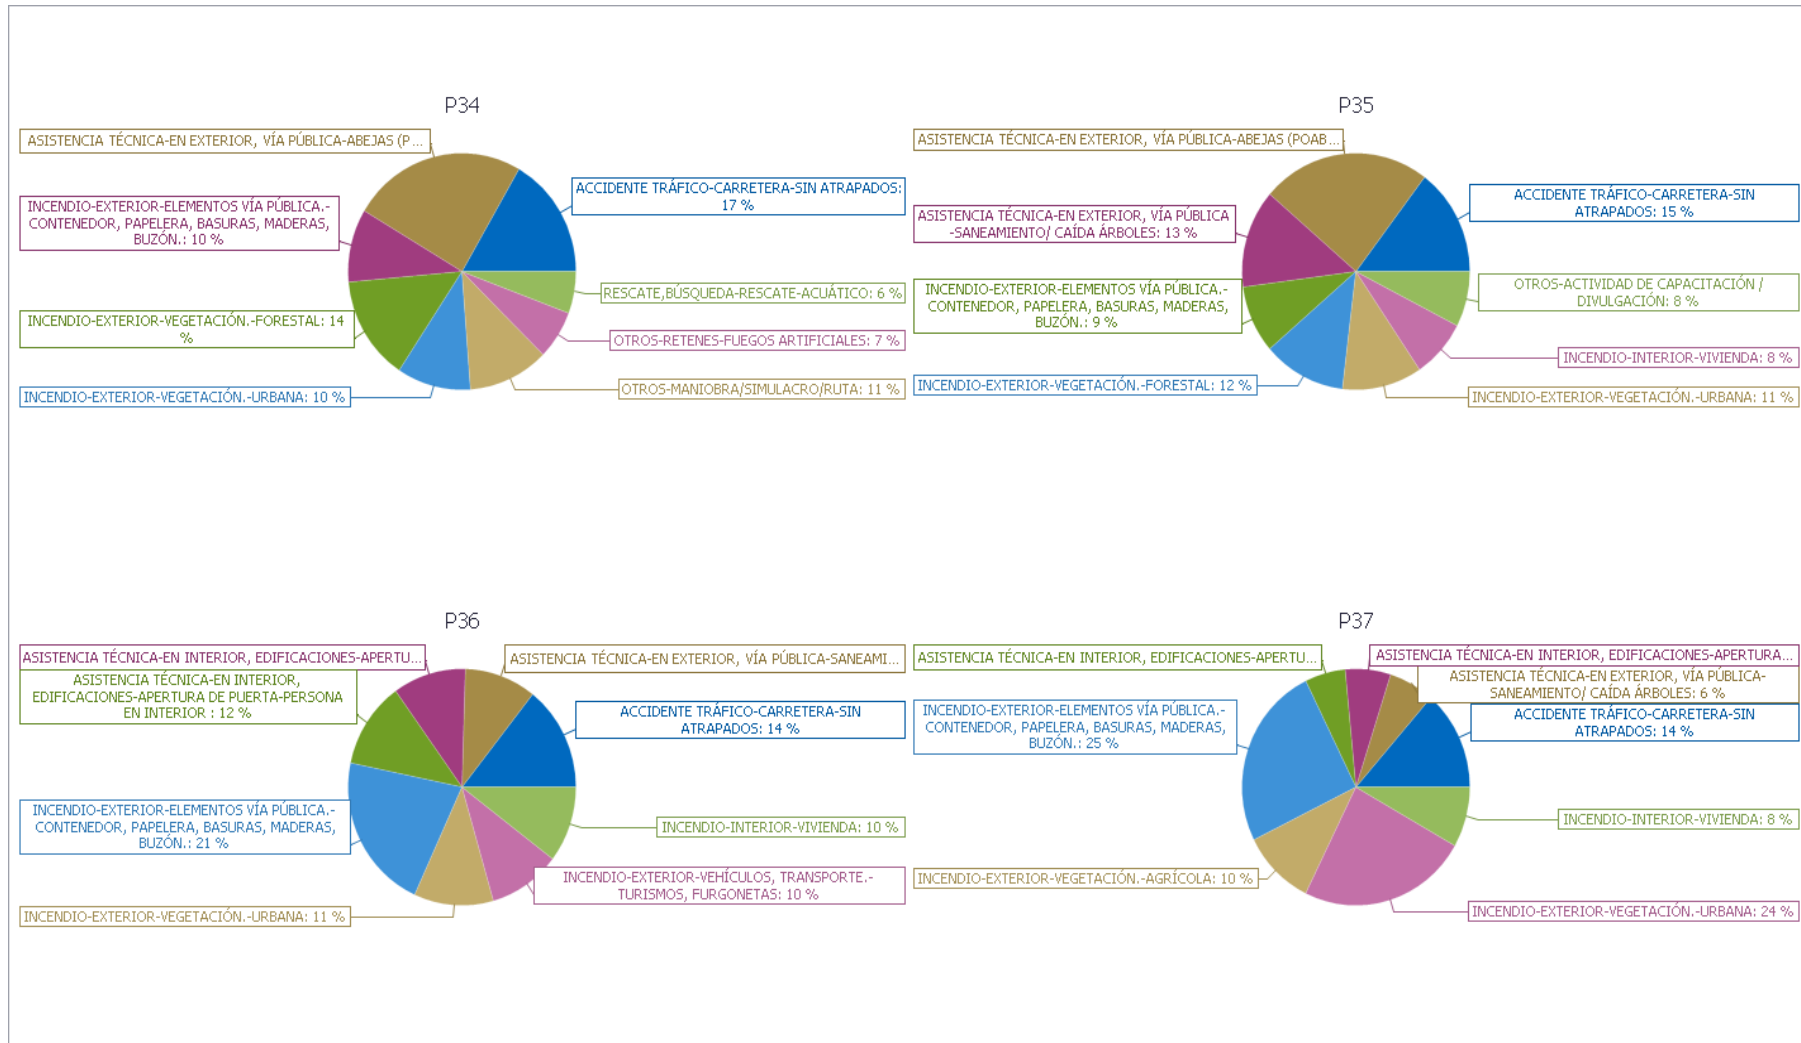 P34
ASISTENCIA TÉCNICA-EN EXTERIOR, VÍA PÚBLICA-ABEJAS (P...
ACCIDENTE TRÁFICO-CARRETERA-SIN ATRAPADOS:
17 %
INCENDIO-EXTERIOR-ELEMENTOS VÍA PÚBLICA.-
CONTENEDOR, PAPELERA, BASURAS, MADERAS,
BUZÓN.: 10 %
RESCATE,BÚSQUEDA-RESCATE-ACUÁTICO: 6 %
INCENDIO-EXTERIOR-VEGETACIÓN.-FORESTAL: 14
%
OTROS-RETENES-FUEGOS ARTIFICIALES: 7 %
INCENDIO-EXTERIOR-VEGETACIÓN.-URBANA: 10 %
OTROS-MANIOBRA/SIMULACRO/RUTA: 11 %
P35
ASISTENCIA TÉCNICA-EN EXTERIOR, VÍA PÚBLICA-ABEJAS (POAB...
ACCIDENTE TRÁFICO-CARRETERA-SIN
ATRAPADOS: 15 %
ASISTENCIA TÉCNICA-EN EXTERIOR, VÍA PÚBLICA
-SANEAMIENTO/ CAÍDA ÁRBOLES: 13 %
OTROS-ACTIVIDAD DE CAPACITACIÓN /
DIVULGACIÓN: 8 %
INCENDIO-EXTERIOR-ELEMENTOS VÍA PÚBLICA.-
CONTENEDOR, PAPELERA, BASURAS, MADERAS,
BUZÓN.: 9 %
INCENDIO-INTERIOR-VIVIENDA: 8 %
INCENDIO-EXTERIOR-VEGETACIÓN.-FORESTAL: 12 %
INCENDIO-EXTERIOR-VEGETACIÓN.-URBANA: 11 %
P36
ASISTENCIA TÉCNICA-EN INTERIOR, EDIFICACIONES-APERTU...
ASISTENCIA TÉCNICA-EN EXTERIOR, VÍA PÚBLICA-SANEAMI...
ASISTENCIA TÉCNICA-EN INTERIOR,
EDIFICACIONES-APERTURA DE PUERTA-PERSONA
EN INTERIOR : 12 %
ACCIDENTE TRÁFICO-CARRETERA-SIN
ATRAPADOS: 14 %
INCENDIO-EXTERIOR-ELEMENTOS VÍA PÚBLICA.-
CONTENEDOR, PAPELERA, BASURAS, MADERAS,
BUZÓN.: 21 %
INCENDIO-INTERIOR-VIVIENDA: 10 %
INCENDIO-EXTERIOR-VEHÍCULOS, TRANSPORTE.-
TURISMOS, FURGONETAS: 10 %
INCENDIO-EXTERIOR-VEGETACIÓN.-URBANA: 11 %
P37
ASISTENCIA TÉCNICA-EN INTERIOR, EDIFICACIONES-APERTU...
ASISTENCIA TÉCNICA-EN INTERIOR, EDIFICACIONES-APERTURA...
ASISTENCIA TÉCNICA-EN EXTERIOR, VÍA PÚBLICA-
SANEAMIENTO/ CAÍDA ÁRBOLES: 6 %
INCENDIO-EXTERIOR-ELEMENTOS VÍA PÚBLICA.-
CONTENEDOR, PAPELERA, BASURAS, MADERAS,
BUZÓN.: 25 %
ACCIDENTE TRÁFICO-CARRETERA-SIN
ATRAPADOS: 14 %
INCENDIO-INTERIOR-VIVIENDA: 8 %
INCENDIO-EXTERIOR-VEGETACIÓN.-AGRÍCOLA: 10 %
INCENDIO-EXTERIOR-VEGETACIÓN.-URBANA: 24 %